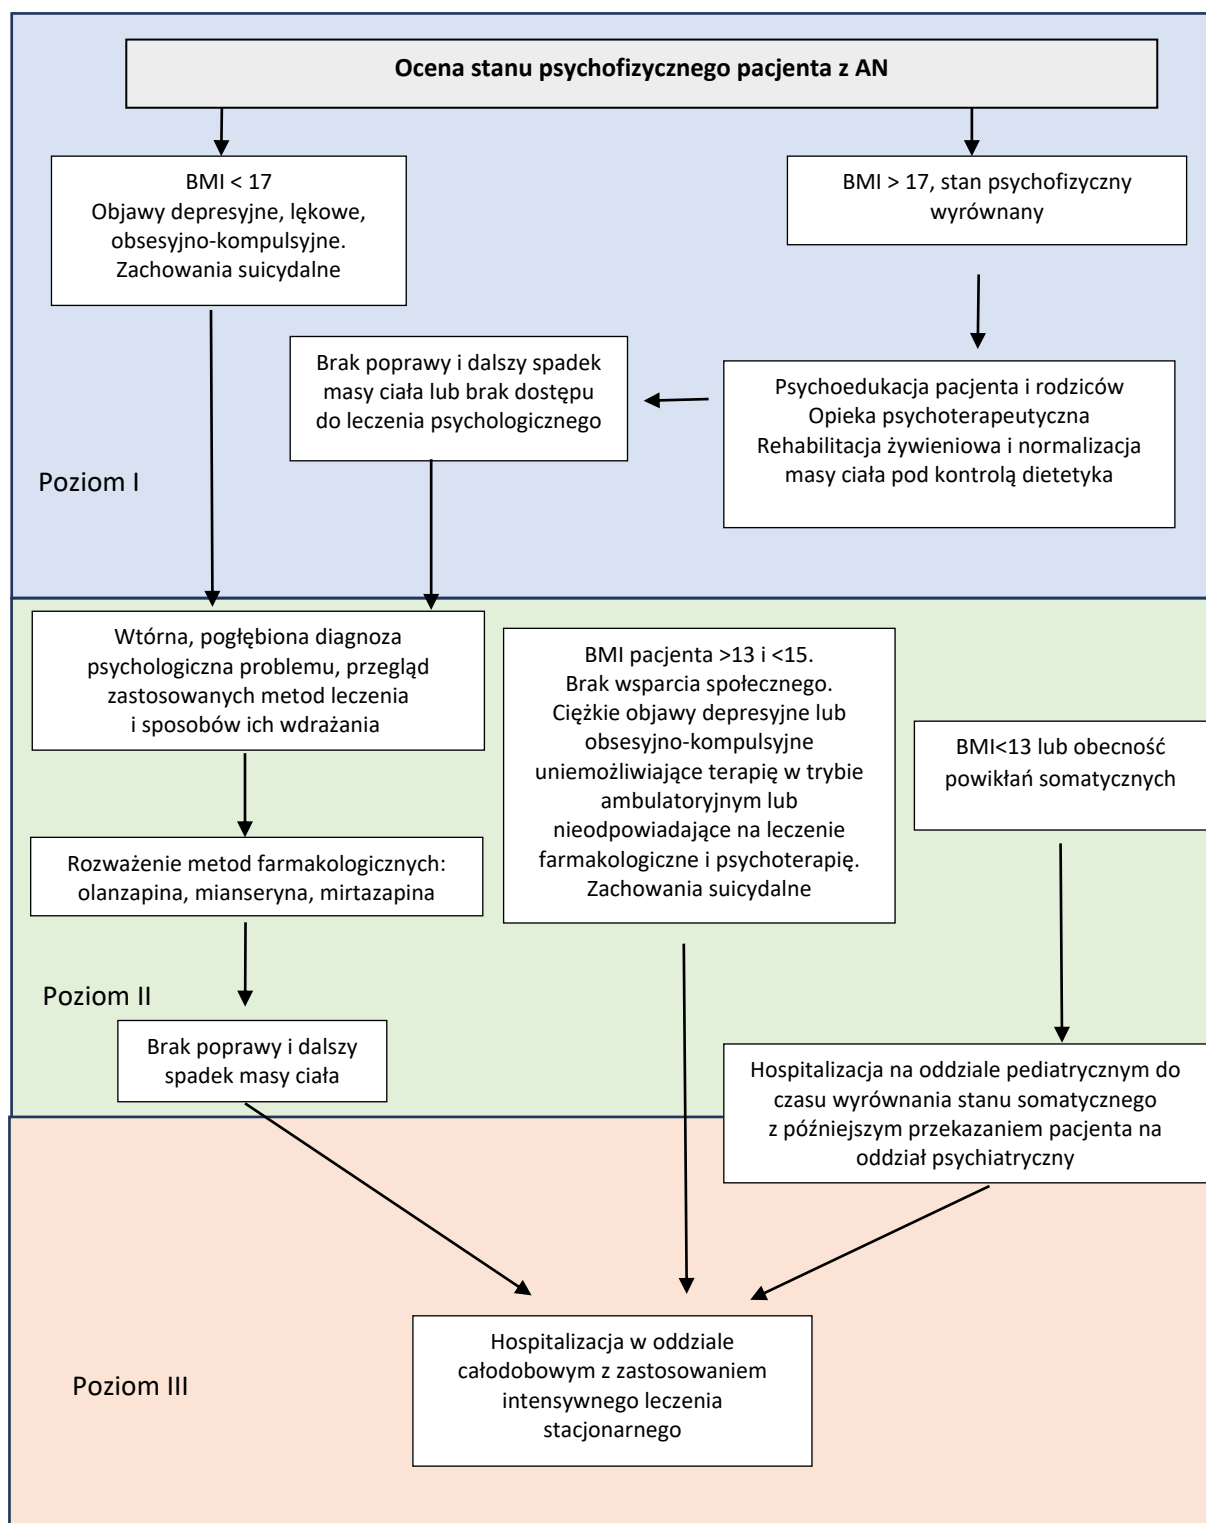 Ocena stanu psychofizycznego pacjenta z AN
BMI < 17
Objawy depresyjne, lękowe,
obsesyjno-kompulsyjne.
Zachowania suicydalne
BMI > 17, stan psychofizyczny
wyrównany
Brak poprawy i dalszy spadek
masy ciała lub brak dostępu
do leczenia psychologicznego
Psychoedukacja pacjenta i rodziców
Opieka psychoterapeutyczna
Rehabilitacja żywieniowa i normalizacja
masy ciała pod kontrolą dietetyka
Poziom I
Wtórna, pogłębiona diagnoza
psychologiczna problemu, przegląd
zastosowanych metod leczenia
i sposobów ich wdrażania
BMI pacjenta >13 i <15.
Brak wsparcia społecznego.
Ciężkie objawy depresyjne lub
obsesyjno-kompulsyjne
uniemożliwiające terapię w trybie
ambulatoryjnym lub
nieodpowiadające na leczenie
farmakologiczne i psychoterapię.
Zachowania suicydalne
BMI<13 lub obecność
powikłań somatycznych
Rozważenie metod farmakologicznych:
olanzapina, mianseryna, mirtazapina
Poziom II
Brak poprawy i dalszy
spadek masy ciała
Hospitalizacja na oddziale pediatrycznym do
czasu wyrównania stanu somatycznego
z późniejszym przekazaniem pacjenta na
oddział psychiatryczny
Poziom III
Hospitalizacja w oddziale
całodobowym z zastosowaniem
intensywnego leczenia
stacjonarnego